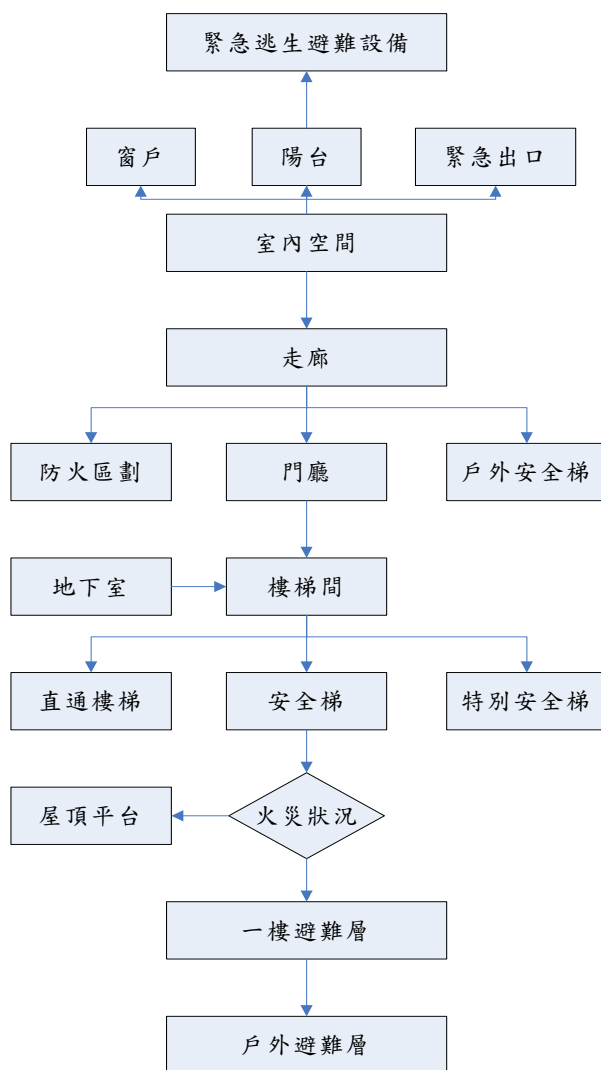 緊急逃生避難設備
窗戶
陽台
緊急出口
室內空間
走廊
防火區劃
門廳
戶外安全梯
地下室
樓梯間
直通樓梯
安全梯
特別安全梯
屋頂平台
火災狀況
一樓避難層
戶外避難層